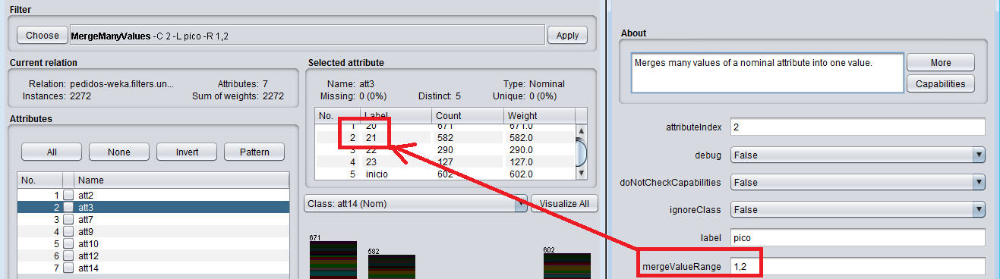 Filter
Choose MergeManyValues -C 2 -L pico -R 1,2 Apply
Current relation
Relation: pedidos-weka.filters.un... Attributes: 7
Instances: 2272 Sum of weights: 2272
Attributes
All None Invert Pattern
No. Name
1 att2
2 att3
3 att7
4 att9
5 att10
6 att12
7 att14
Selected attribute
Name: att3 Type: Nominal
Missing: 0 (0%) Distinct: 5 Unique: 0 (0%)
No. Label Count Weight
1 20 671 671.0
2 21 582 582.0
3 22 290 290.0
4 23 127 127.0
5 inicio 602 602.0
Class: att14 (Nom) Visualize All
671
582
602
About
Merges many values of a nominal attribute into one value.
More
Capabilities
attributeIndex 2
debug False
doNotCheckCapabilities False
ignoreClass False
label pico
mergeValueRange 1,2